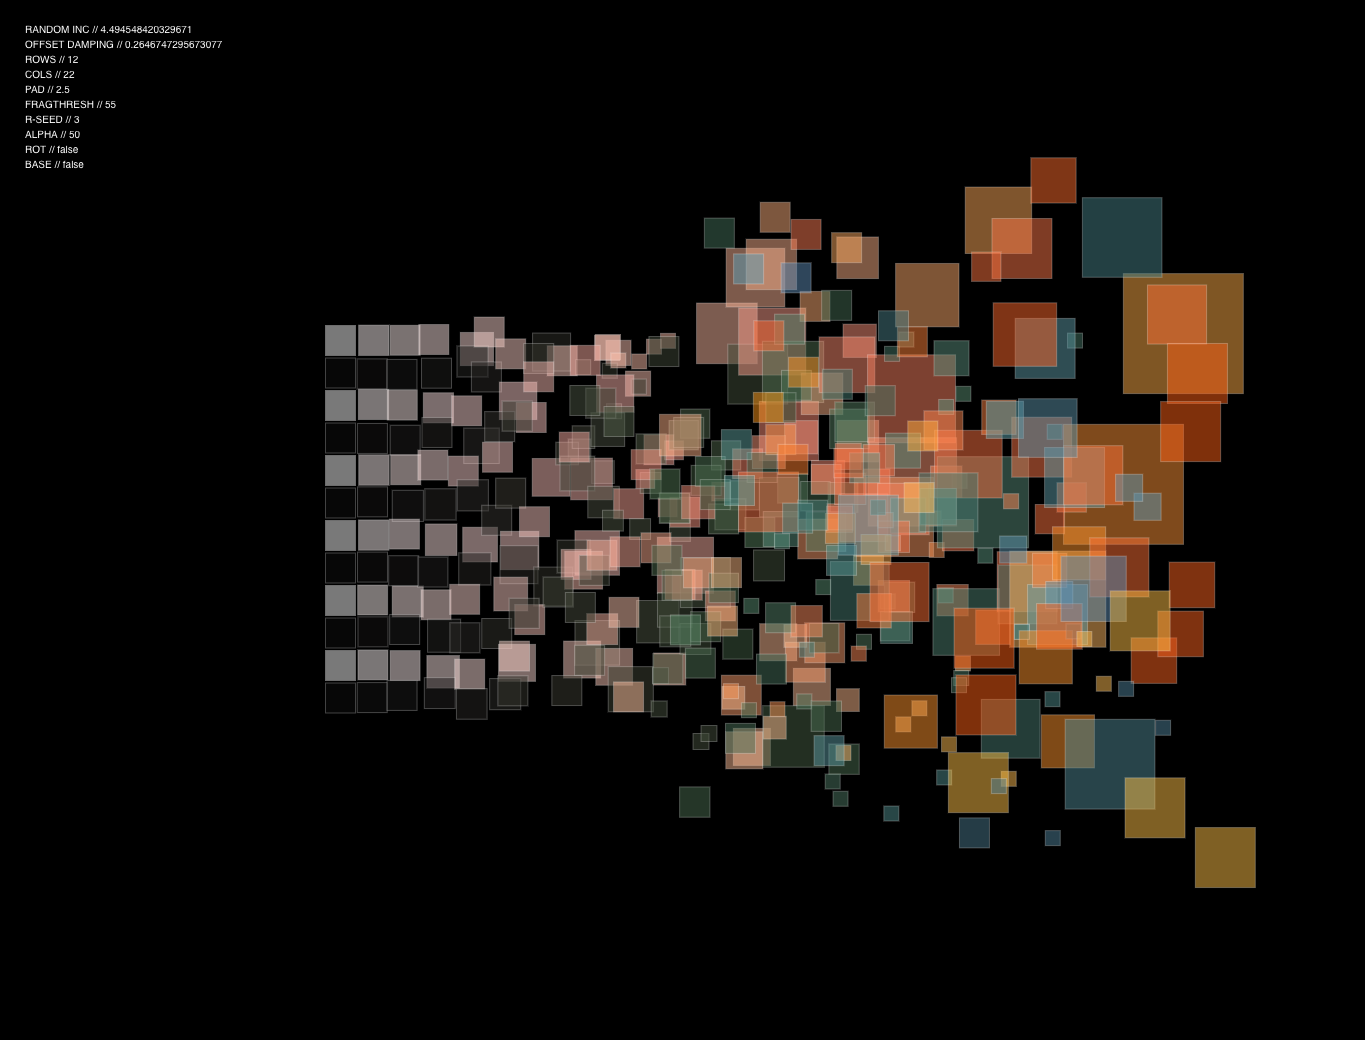 RANDOM INC // 4.494548420329671
OFFSET DAMPING // 0.2646747295673077
ROWS // 12
COLS // 22
PAD // 2.5
FRAGTHRESH // 55
R-SEED // 3
ALPHA // 50
ROT // false
BASE // false